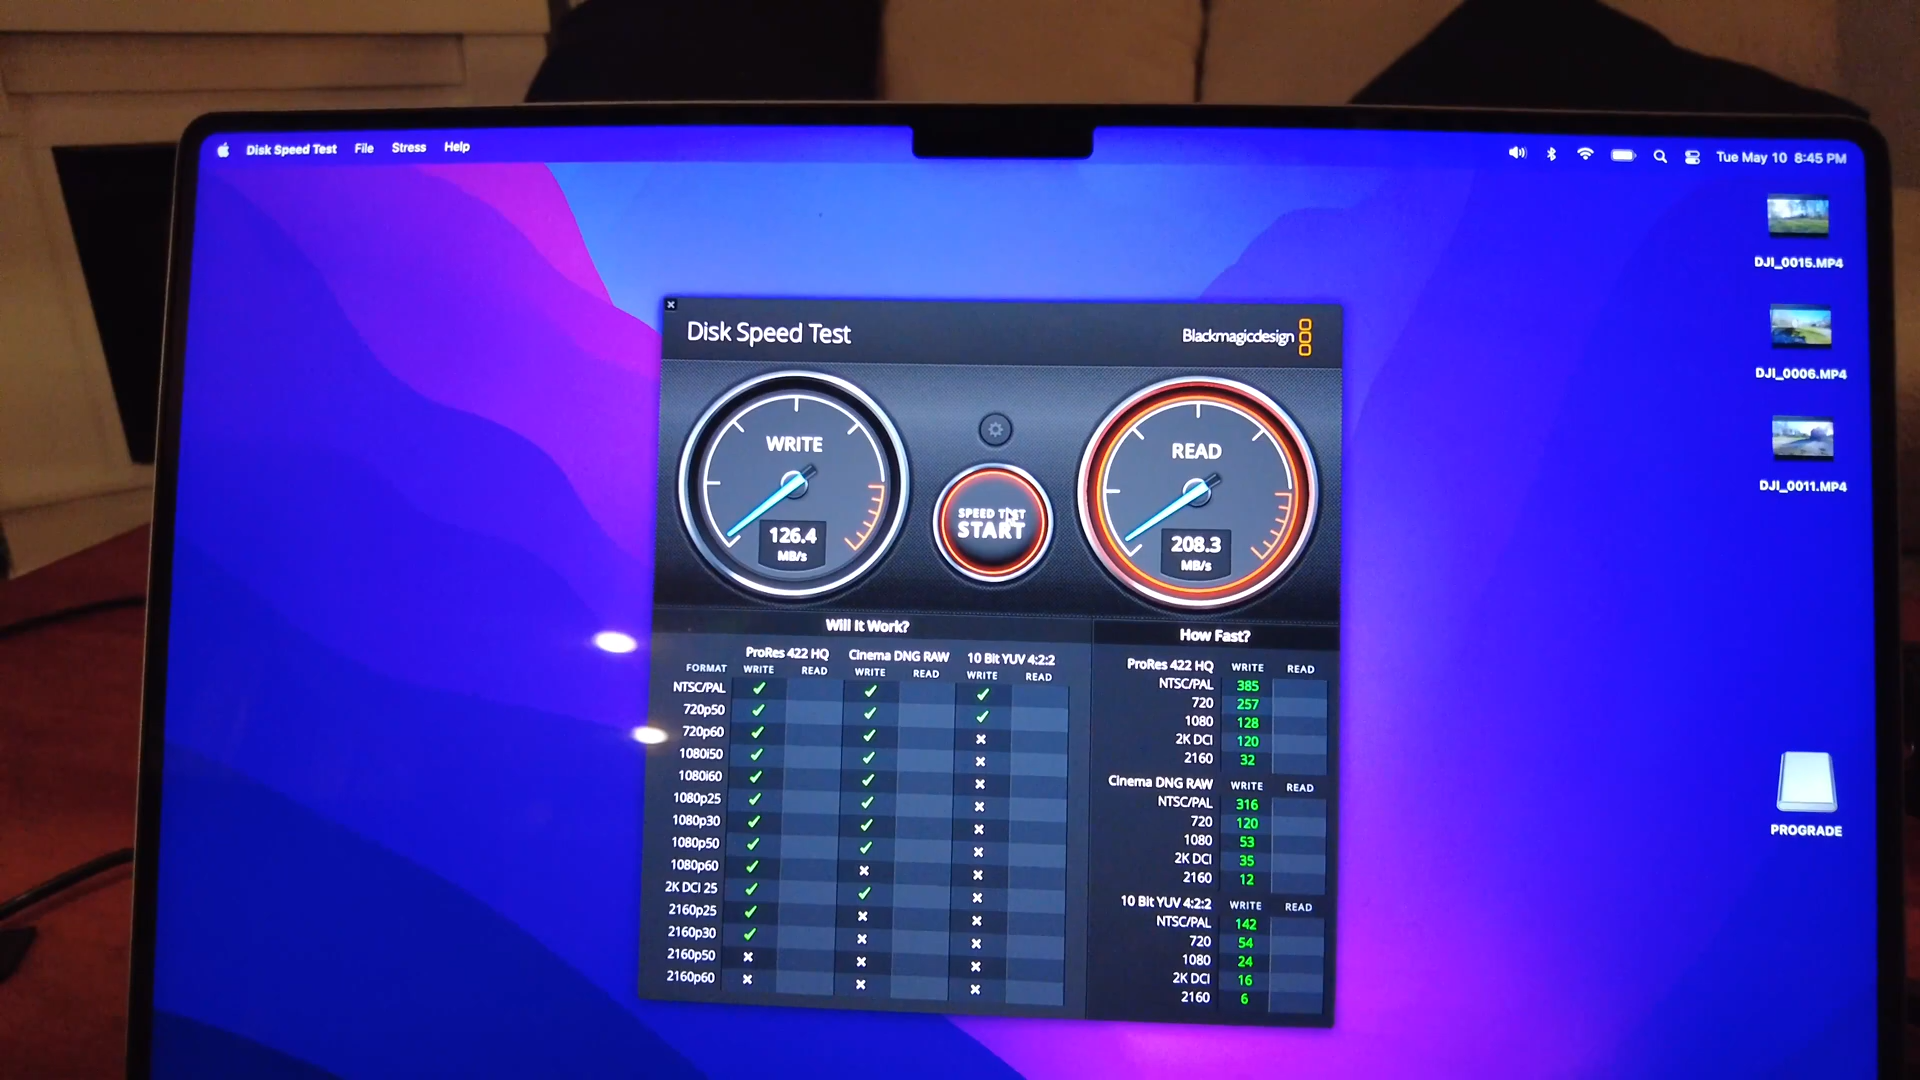 Disk Speed Test File Stress Help
Tue May 10 8:45 PM
DJI_0015.MP4
DJI_0006.MP4
DJI_0011.MP4
PROGRADE
Disk Speed Test
Blackmagicdesign
WRITE
126.4
MB/s
SPEED TEST
START
READ
208.3
MB/s
Will It Work?
ProRes 422 HQ Cinema DNG RAW 10 Bit YUV 4:2:2
FORMAT WRITE READ WRITE READ WRITE READ
NTSC/PAL ✓ ✓ ✓
720p50 ✓ ✓ ✓
720p60 ✓ ✓ ×
1080i50 ✓ ✓ ×
1080i60 ✓ ✓ ×
1080p25 ✓ ✓ ×
1080p30 ✓ ✓ ×
1080p50 ✓ ✓ ×
1080p60 ✓ × ×
2K DCI 25 ✓ ✓ ×
2160p25 ✓ × ×
2160p30 ✓ × ×
2160p50 × × ×
2160p60 × × ×
How Fast?
ProRes 422 HQ WRITE READ
NTSC/PAL 385
720 257
1080 128
2K DCI 120
2160 32
Cinema DNG RAW WRITE READ
NTSC/PAL 316
720 120
1080 53
2K DCI 35
2160 12
10 Bit YUV 4:2:2 WRITE READ
NTSC/PAL 142
720 54
1080 24
2K DCI 16
2160 6